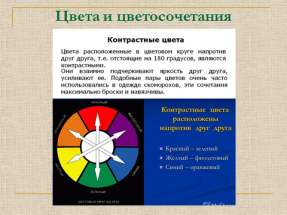 Цвета и цветосочетания
Контрастные цвета
Цвета расположенные в цветовом круге напротив
друг друга, т.е. отстоящие на 180 градусов, являются
контрастными.
Они взаимно подчеркивают яркость друг друга,
усиливают ее. Подобные пары цветов очень часто
использовались в одежде скоморохов, эти сочетания
максимально броски и навязчивы.
Контрастные цвета
расположены
напротив друг друга
Красный – зеленый
Желтый – фиолетовый
Синий – оранжевый
КРАСНЫЙ
ЗЕЛЕНЫЙ